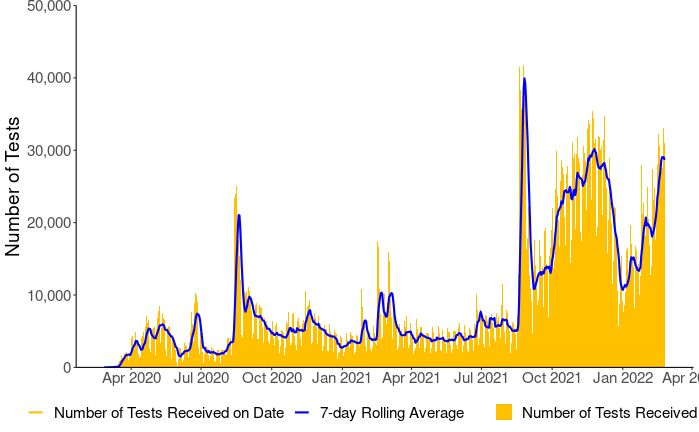 Number of Tests
50,000
40,000
30,000
20,000
10,000
0
Apr 2020 Jul 2020 Oct 2020 Jan 2021 Apr 2021 Jul 2021 Oct 2021 Jan 2022 Apr 20
Number of Tests Received on Date 7-day Rolling Average Number of Tests Received